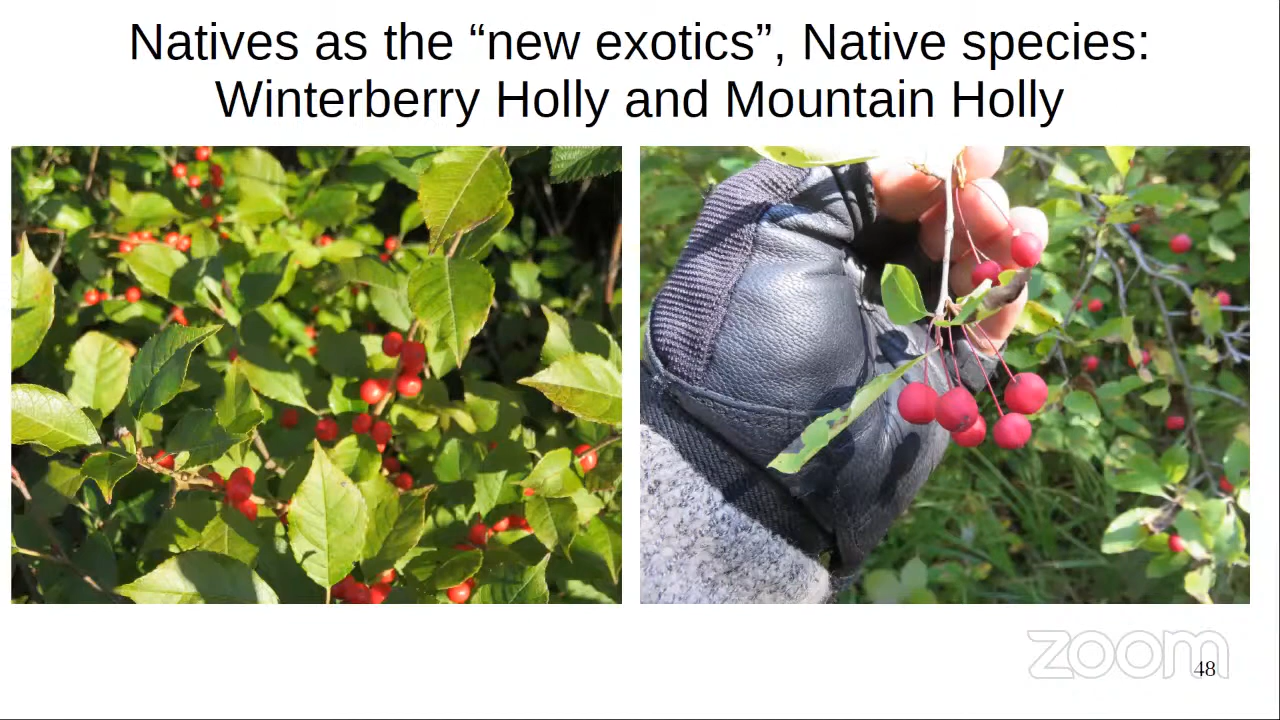 Natives as the “new exotics”, Native species:
Winterberry Holly and Mountain Holly
zoom
48